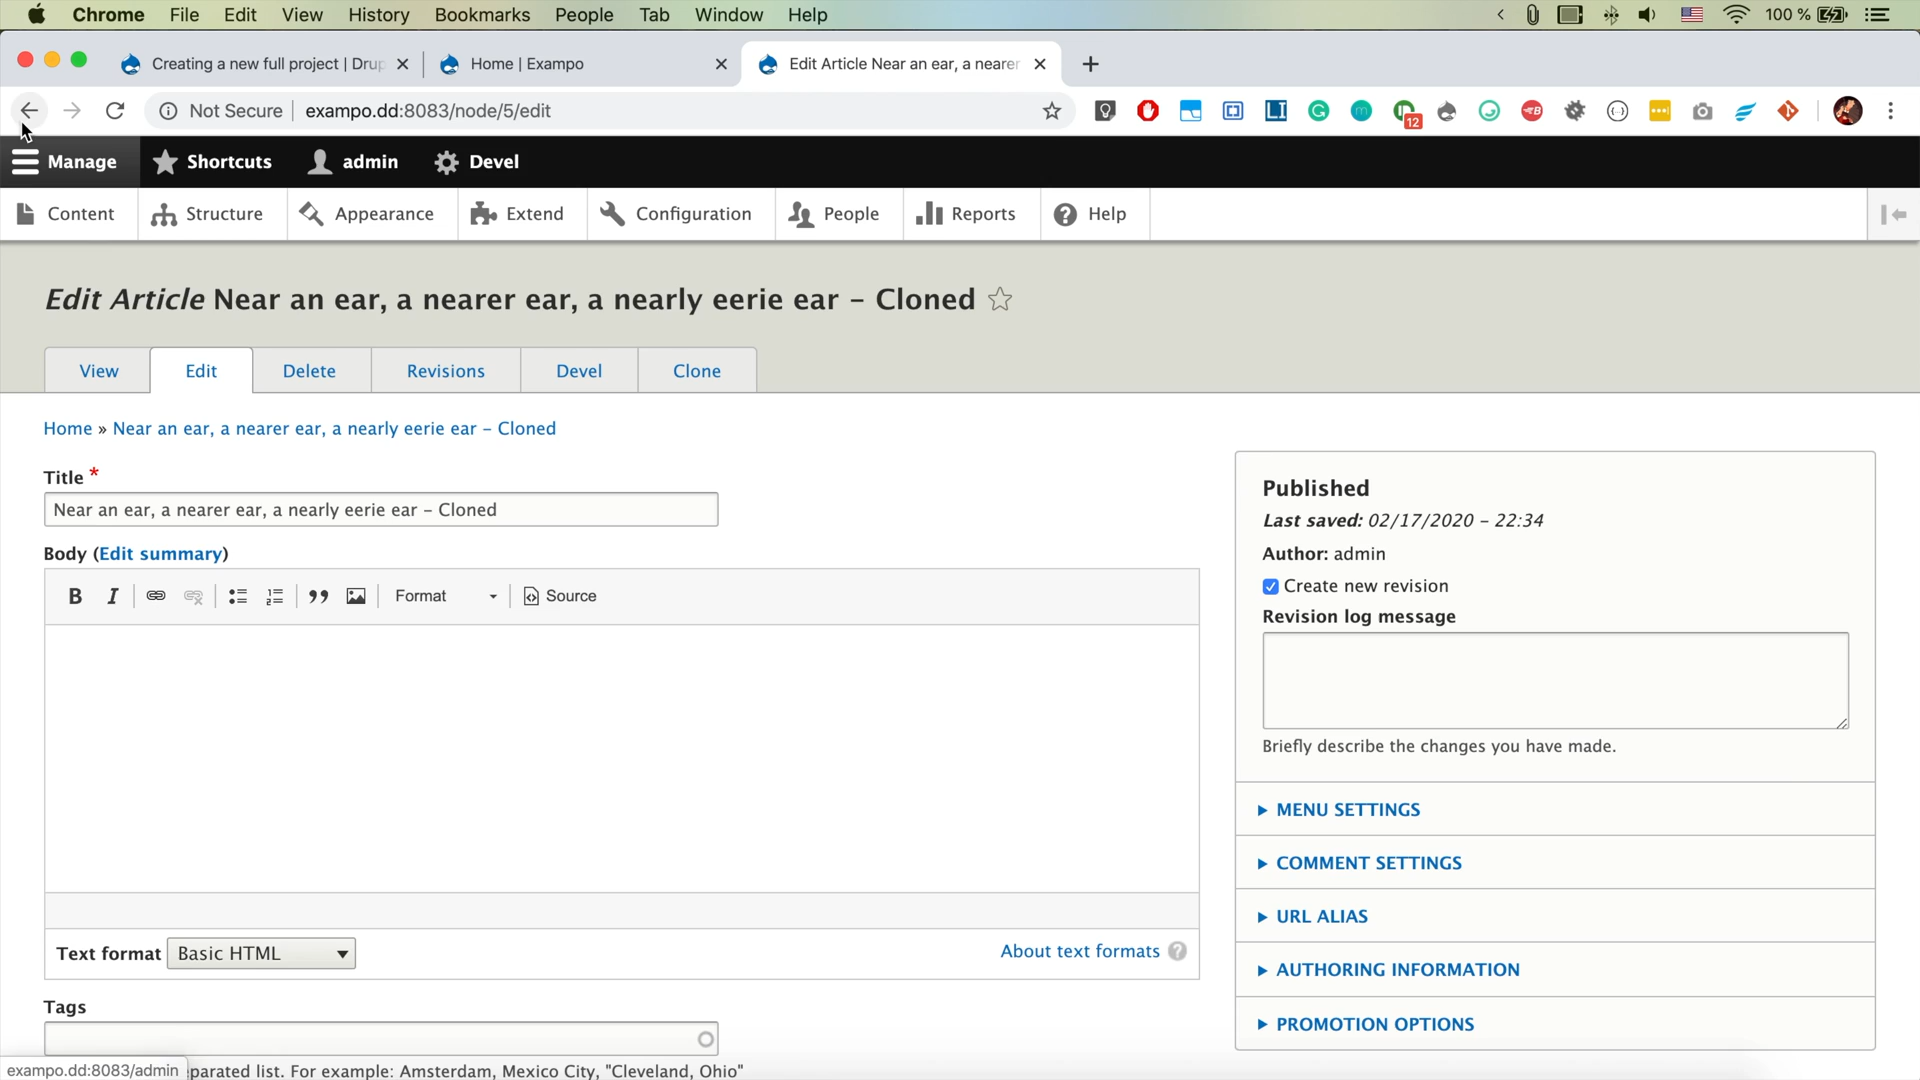 Chrome File Edit View History Bookmarks People Tab Window Help 100 %
Creating a new full project | Drup Home | Exampo Edit Article Near an ear, a nearer
Not Secure exampo.dd:8083/node/5/edit 12
Manage Shortcuts admin Devel
Content Structure Appearance Extend Configuration People Reports Help
Edit Article Near an ear, a nearer ear, a nearly eerie ear – Cloned
View Edit Delete Revisions Devel Clone
Home » Near an ear, a nearer ear, a nearly eerie ear – Cloned
Title *
Near an ear, a nearer ear, a nearly eerie ear – Cloned
Body (Edit summary)
B I Format Source
Text format Basic HTML About text formats ?
Tags
parated list. For example: Amsterdam, Mexico City, "Cleveland, Ohio"
exampo.dd:8083/admin
Published
Last saved: 02/17/2020 – 22:34
Author: admin
Create new revision
Revision log message
Briefly describe the changes you have made.
MENU SETTINGS
COMMENT SETTINGS
URL ALIAS
AUTHORING INFORMATION
PROMOTION OPTIONS